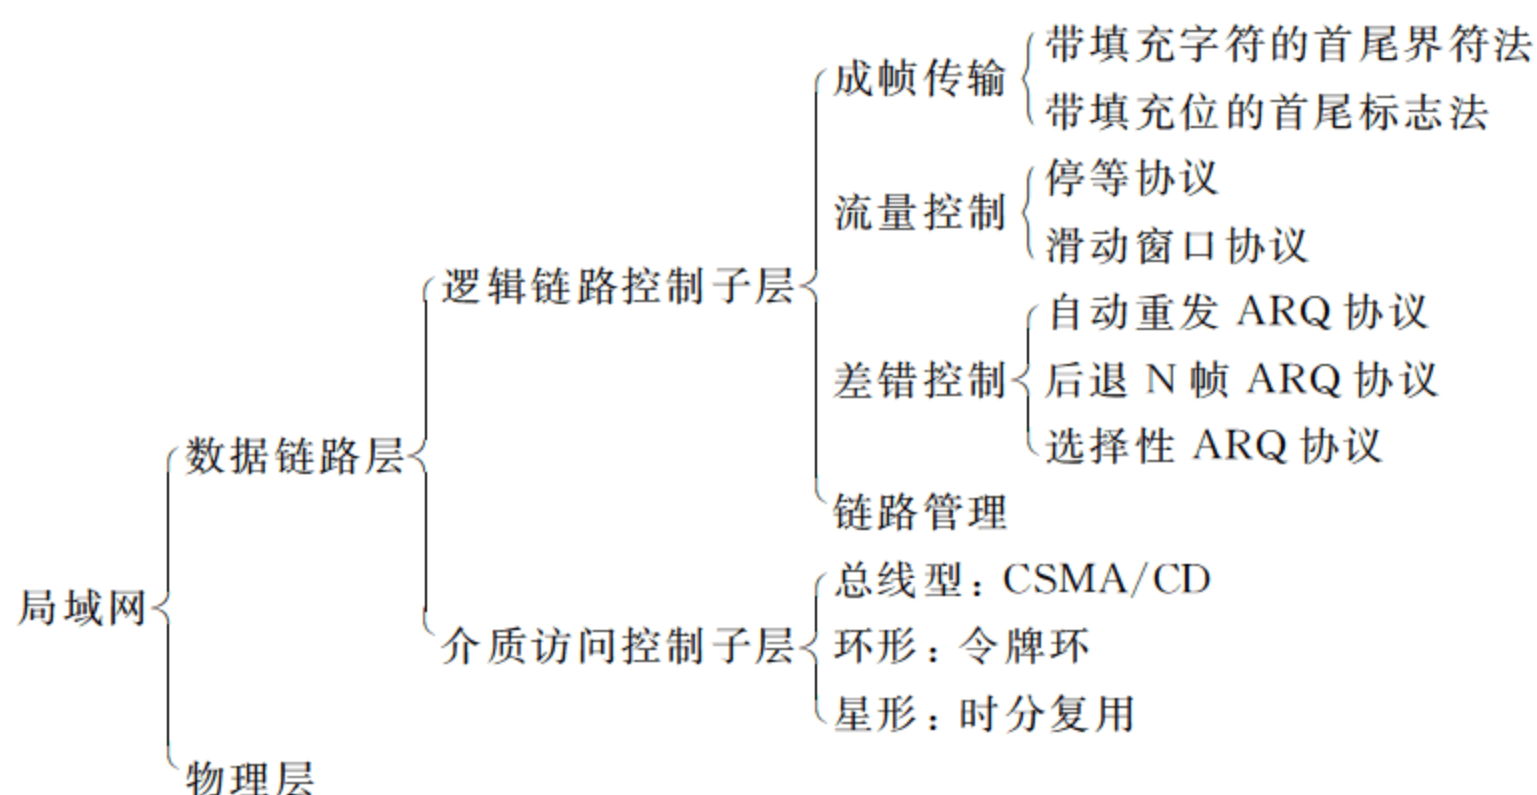 带填充字符的首尾界符法
成帧传输
带填充位的首尾标志法
停等协议
流量控制
滑动窗口协议
逻辑链路控制子层
自动重发 ARQ 协议
差错控制
后退 N 帧 ARQ 协议
选择性 ARQ 协议
数据链路层
链路管理
总线型：CSMA/CD
局域网
介质访问控制子层
环形：令牌环
星形：时分复用
物理层